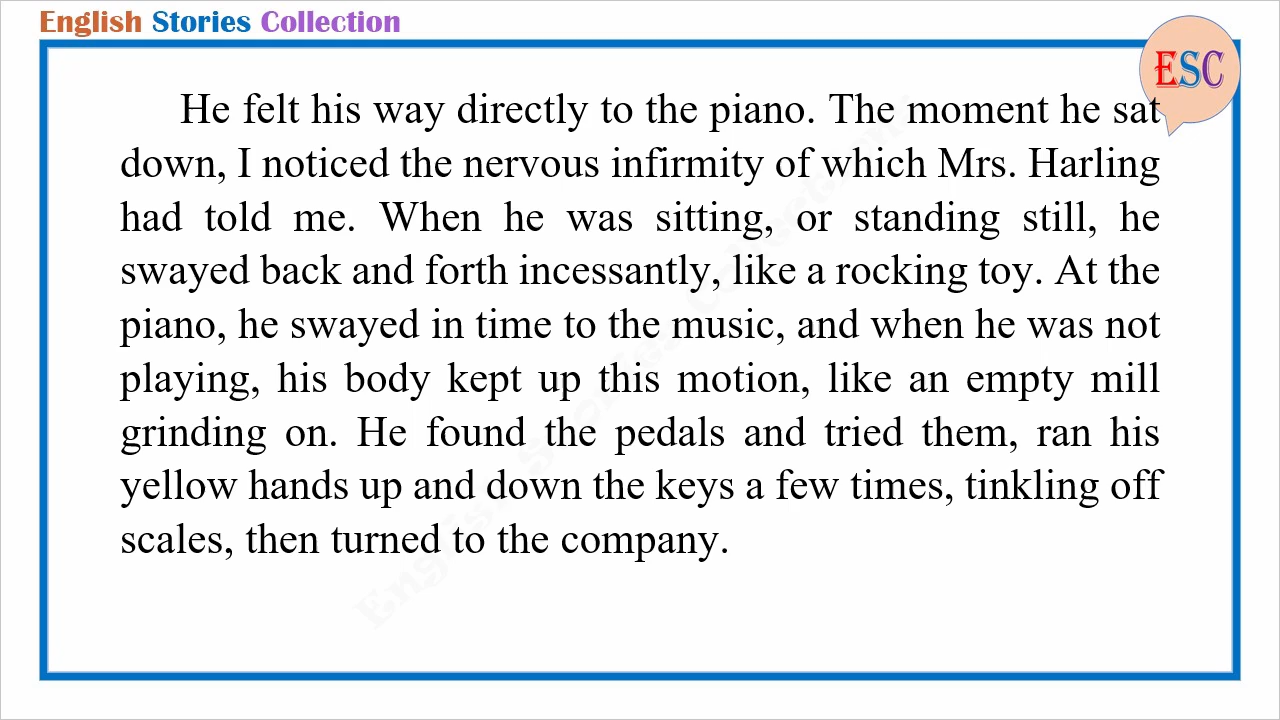 English Stories Collection
ESC
He felt his way directly to the piano. The moment he sat
down, I noticed the nervous infirmity of which Mrs. Harling
had told me. When he was sitting, or standing still, he
swayed back and forth incessantly, like a rocking toy. At the
piano, he swayed in time to the music, and when he was not
playing, his body kept up this motion, like an empty mill
grinding on. He found the pedals and tried them, ran his
yellow hands up and down the keys a few times, tinkling off
scales, then turned to the company.
English Stories Collection